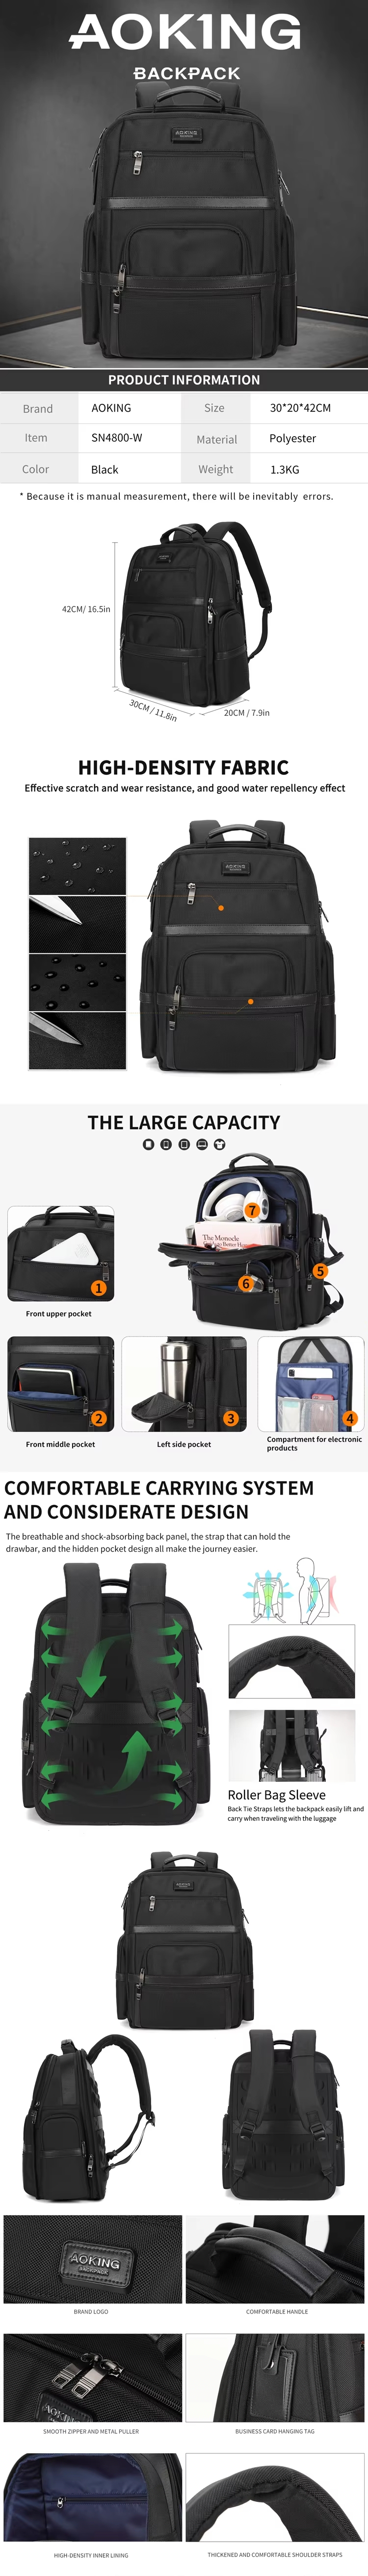 AOKING
BACKPACK
AOKING
PRODUCT INFORMATION
Brand AOKING Size 30*20*42CM
Item SN4800-W Material Polyester
Color Black Weight 1.3KG
* Because it is manual measurement, there will be inevitably errors.
42CM/ 16.5in
30CM / 11.8in
20CM / 7.9in
HIGH-DENSITY FABRIC
Effective scratch and wear resistance, and good water repellency effect
AOKING
THE LARGE CAPACITY
7
The Monocle
5
6
1
Front upper pocket
2
3
4
Front middle pocket
Left side pocket
Compartment for electronic
products
COMFORTABLE CARRYING SYSTEM
AND CONSIDERATE DESIGN
The breathable and shock-absorbing back panel, the strap that can hold the
drawbar, and the hidden pocket design all make the journey easier.
Roller Bag Sleeve
Back Tie Straps lets the backpack easily lift and
carry when traveling with the luggage
AOKING
AOKING
BACKPACK
BRAND LOGO
COMFORTABLE HANDLE
AOKING
SMOOTH ZIPPER AND METAL PULLER
BUSINESS CARD HANGING TAG
HIGH-DENSITY INNER LINING
THICKENED AND COMFORTABLE SHOULDER STRAPS